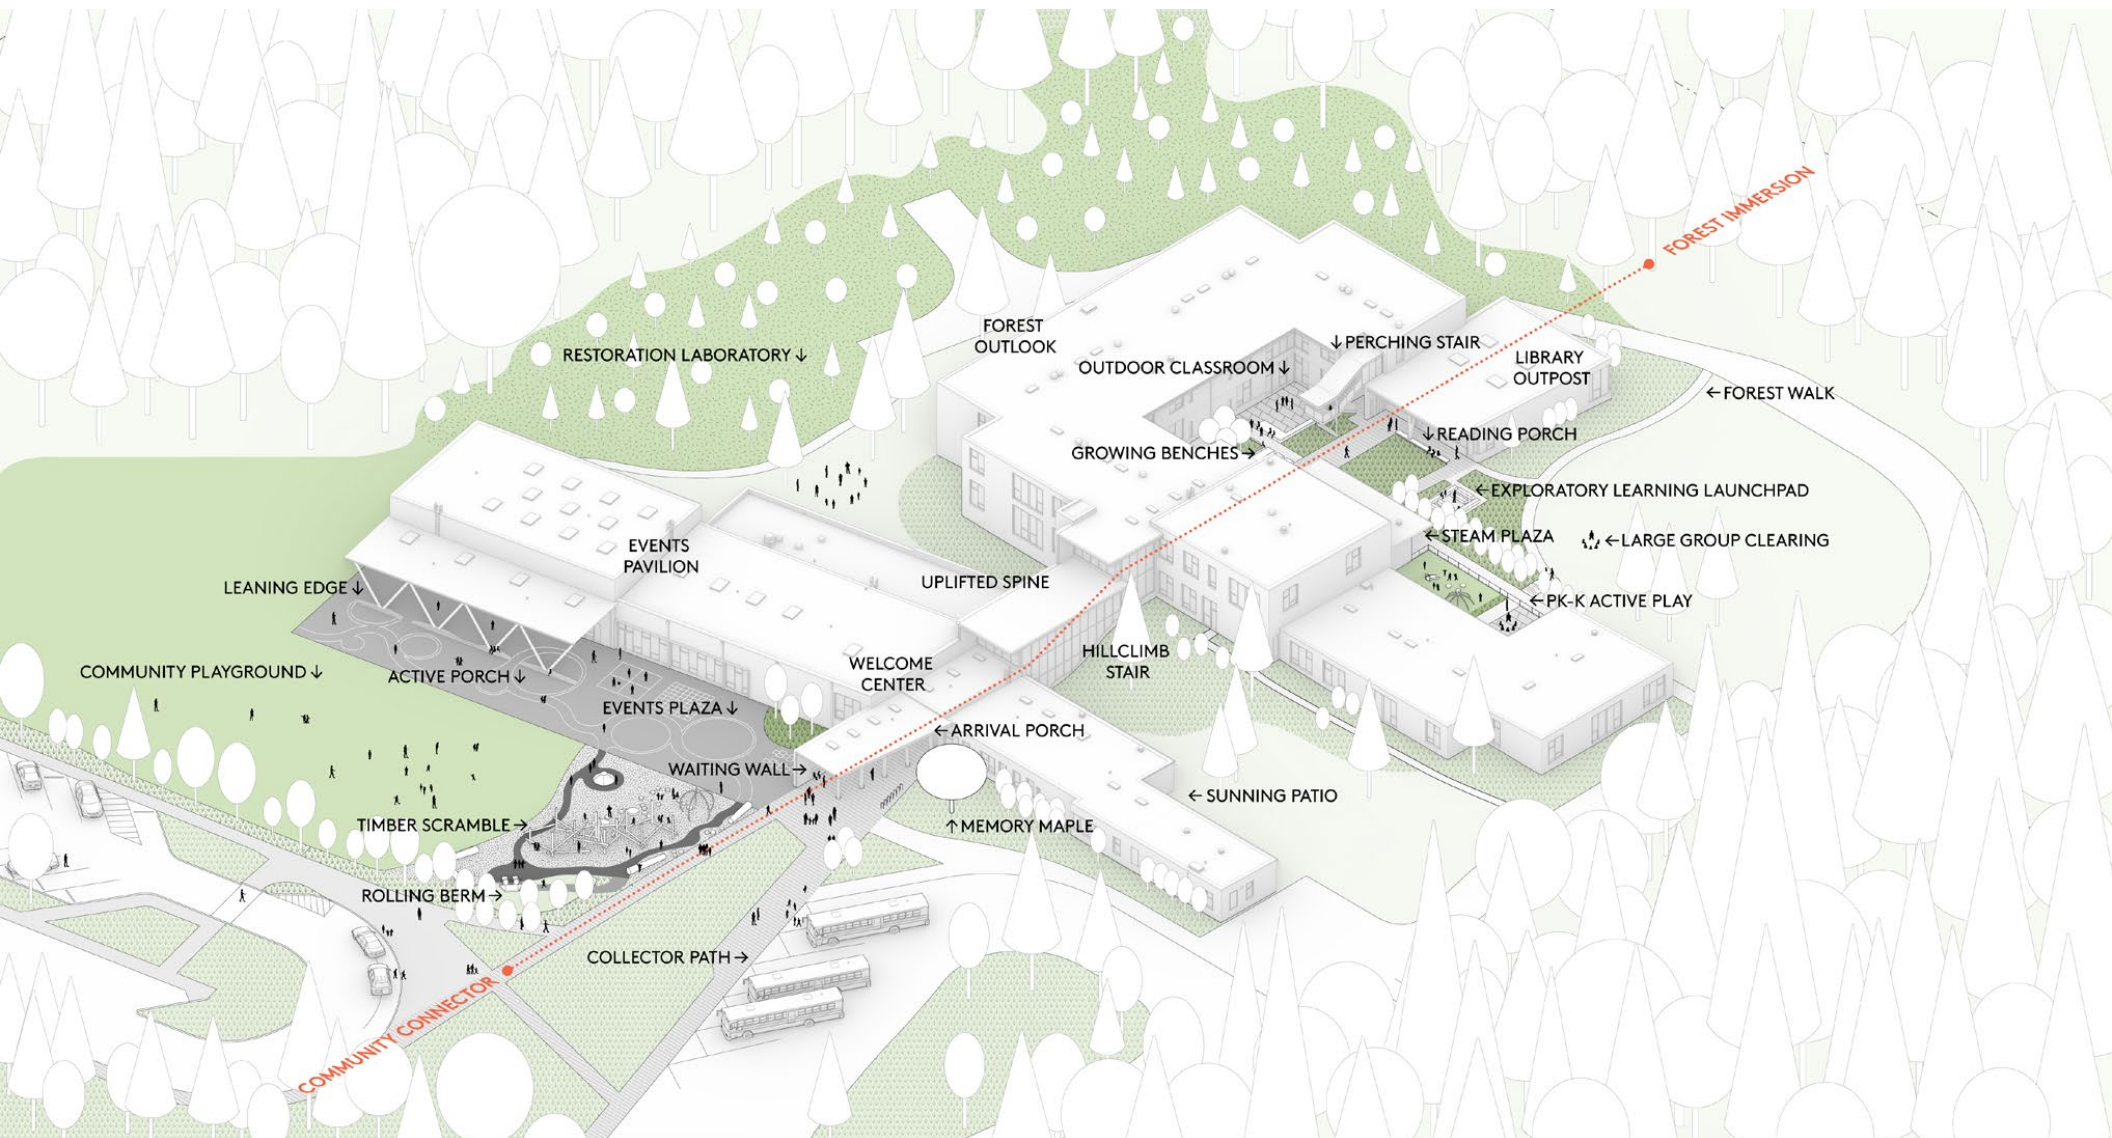 FOREST IMMERSION
FOREST
OUTLOOK
RESTORATION LABORATORY ↓
↓ PERCHING STAIR
OUTDOOR CLASSROOM ↓
LIBRARY
OUTPOST
← FOREST WALK
↓ READING PORCH
GROWING BENCHES →
← EXPLORATORY LEARNING LAUNCHPAD
← STEAM PLAZA
← LARGE GROUP CLEARING
EVENTS
PAVILION
UPLIFTED SPINE
LEANING EDGE ↓
← PK-K ACTIVE PLAY
HILLCLIMB
STAIR
WELCOME
CENTER
COMMUNITY PLAYGROUND ↓
ACTIVE PORCH ↓
EVENTS PLAZA ↓
← ARRIVAL PORCH
WAITING WALL →
← SUNNING PATIO
TIMBER SCRAMBLE →
↑ MEMORY MAPLE
ROLLING BERM →
COLLECTOR PATH →
COMMUNITY CONNECTOR